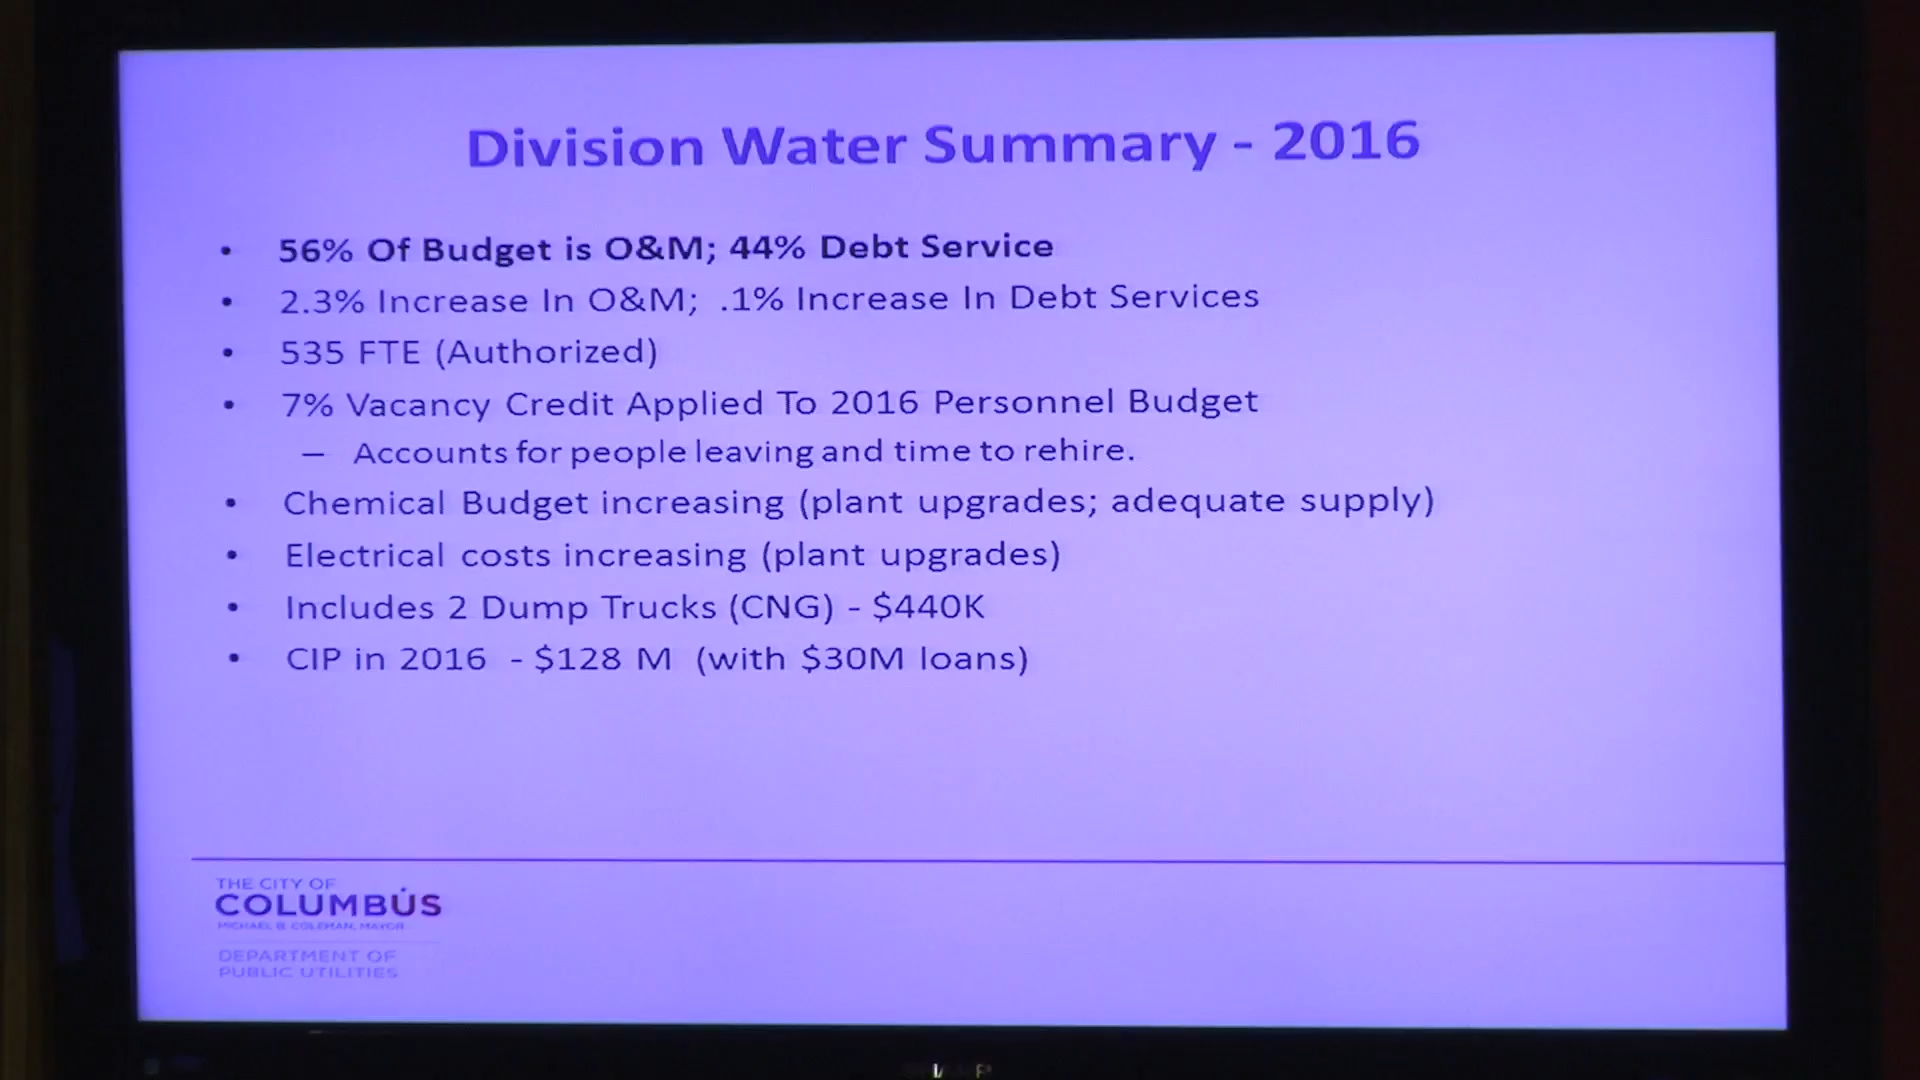 Division Water Summary - 2016
• 56% Of Budget is O&M; 44% Debt Service
• 2.3% Increase In O&M; .1% Increase In Debt Services
• 535 FTE (Authorized)
• 7% Vacancy Credit Applied To 2016 Personnel Budget
– Accounts for people leaving and time to rehire.
• Chemical Budget increasing (plant upgrades; adequate supply)
• Electrical costs increasing (plant upgrades)
• Includes 2 Dump Trucks (CNG) - $440K
• CIP in 2016 - $128 M (with $30M loans)
THE CITY OF
COLUMBUS
MICHAEL B. COLEMAN, MAYOR
DEPARTMENT OF
PUBLIC UTILITIES